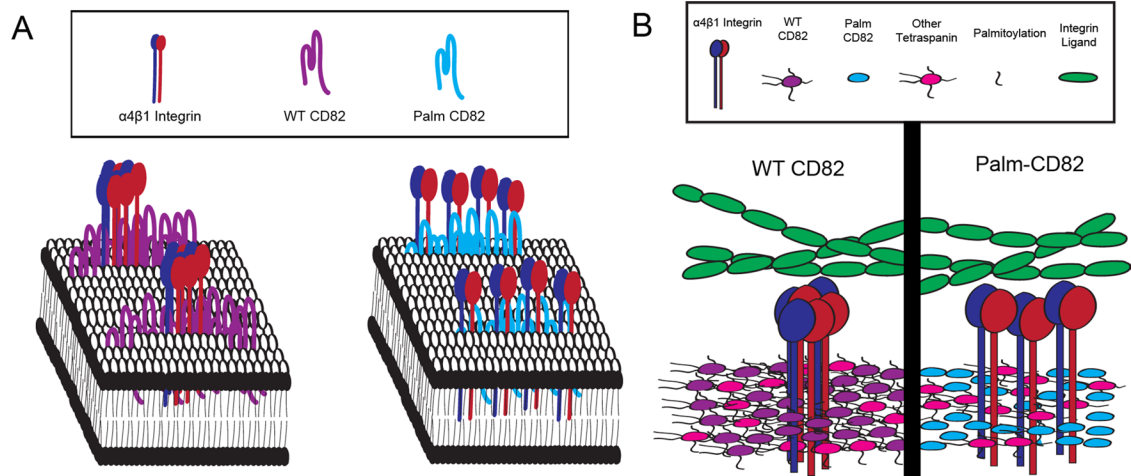 A
α4β1 Integrin
WT CD82
Palm CD82
B
α4β1 Integrin
WT
CD82
Palm
CD82
Other
Tetraspanin
Palmitoylation
Integrin
Ligand
WT CD82
Palm-CD82